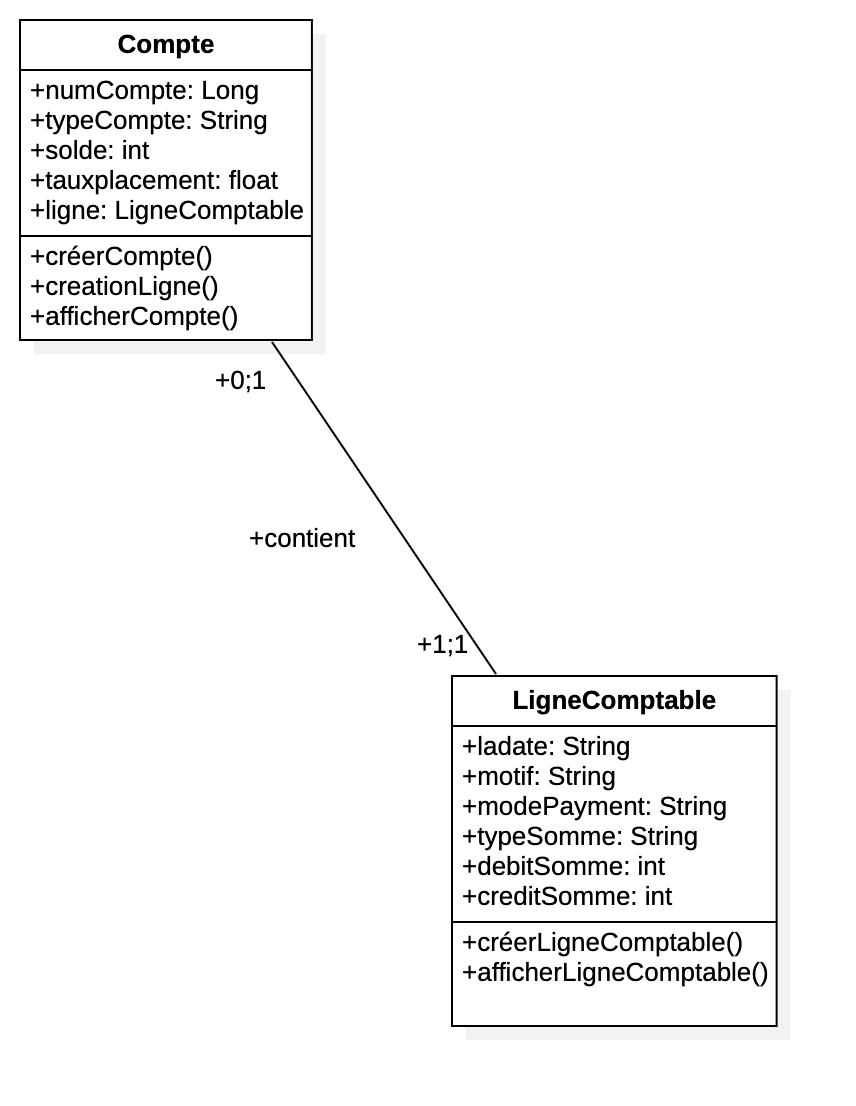 Compte
+numCompte: Long
+typeCompte: String
+solde: int
+tauxplacement: float
+ligne: LigneComptable
+créerCompte()
+creationLigne()
+afficherCompte()
+0;1
+contient
+1;1
LigneComptable
+ladate: String
+motif: String
+modePayment: String
+typeSomme: String
+debitSomme: int
+creditSomme: int
+créerLigneComptable()
+afficherLigneComptable()